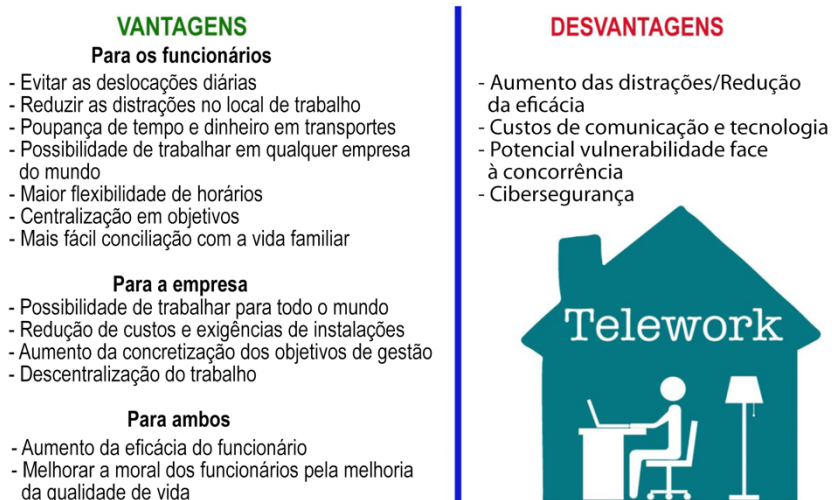 VANTAGENS
Para os funcionários
- Evitar as deslocações diárias
- Reduzir as distrações no local de trabalho
- Poupança de tempo e dinheiro em transportes
- Possibilidade de trabalhar em qualquer empresa
do mundo
- Maior flexibilidade de horários
- Centralização em objetivos
- Mais fácil conciliação com a vida familiar
Para a empresa
- Possibilidade de trabalhar para todo o mundo
- Redução de custos e exigências de instalações
- Aumento da concretização dos objetivos de gestão
- Descentralização do trabalho
Para ambos
- Aumento da eficácia do funcionário
- Melhorar a moral dos funcionários pela melhoria
da qualidade de vida
DESVANTAGENS
- Aumento das distrações/Redução
da eficácia
- Custos de comunicação e tecnologia
- Potencial vulnerabilidade face
à concorrência
- Cibersegurança
Telework